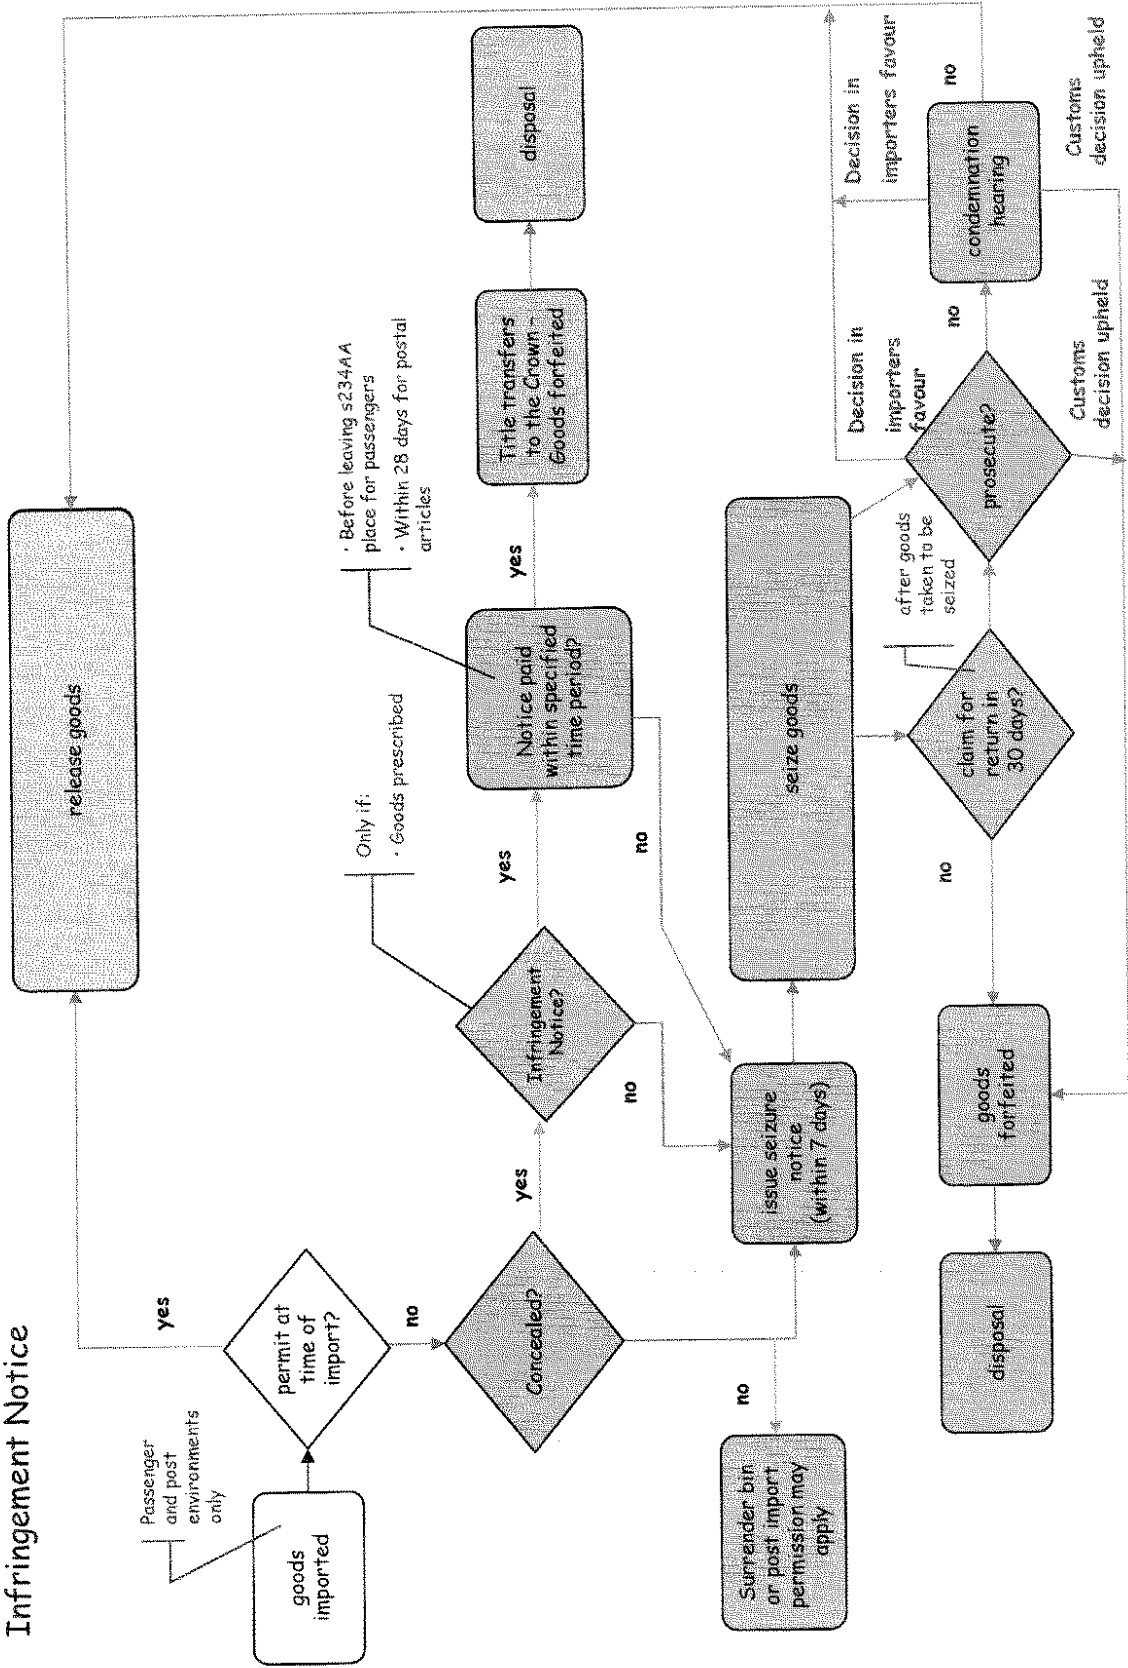 Infringement Notice
Passenger
and post
environments
only
goods
imported
permit at
time of
import?
yes
no
release goods
Concealed?
yes
no
Surrender bin
or post import
permission may
apply
Infringement
Notice?
yes
no
Only if:
· Goods prescribed
Notice paid
within specified
time period?
yes
no
· Before leaving s234AA
place for passengers
· Within 28 days for postal
articles
Title transfers
to the Crown -
Goods forfeited
disposal
issue seizure
notice
(within 7 days)
seize goods
claim for
return in
30 days?
no
after goods
taken to be
seized
prosecute?
no
Decision in
importers
favour
Customs
decision upheld
condemnation
hearing
no
Decision in
importers favour
Customs
decision upheld
goods
forfeited
disposal